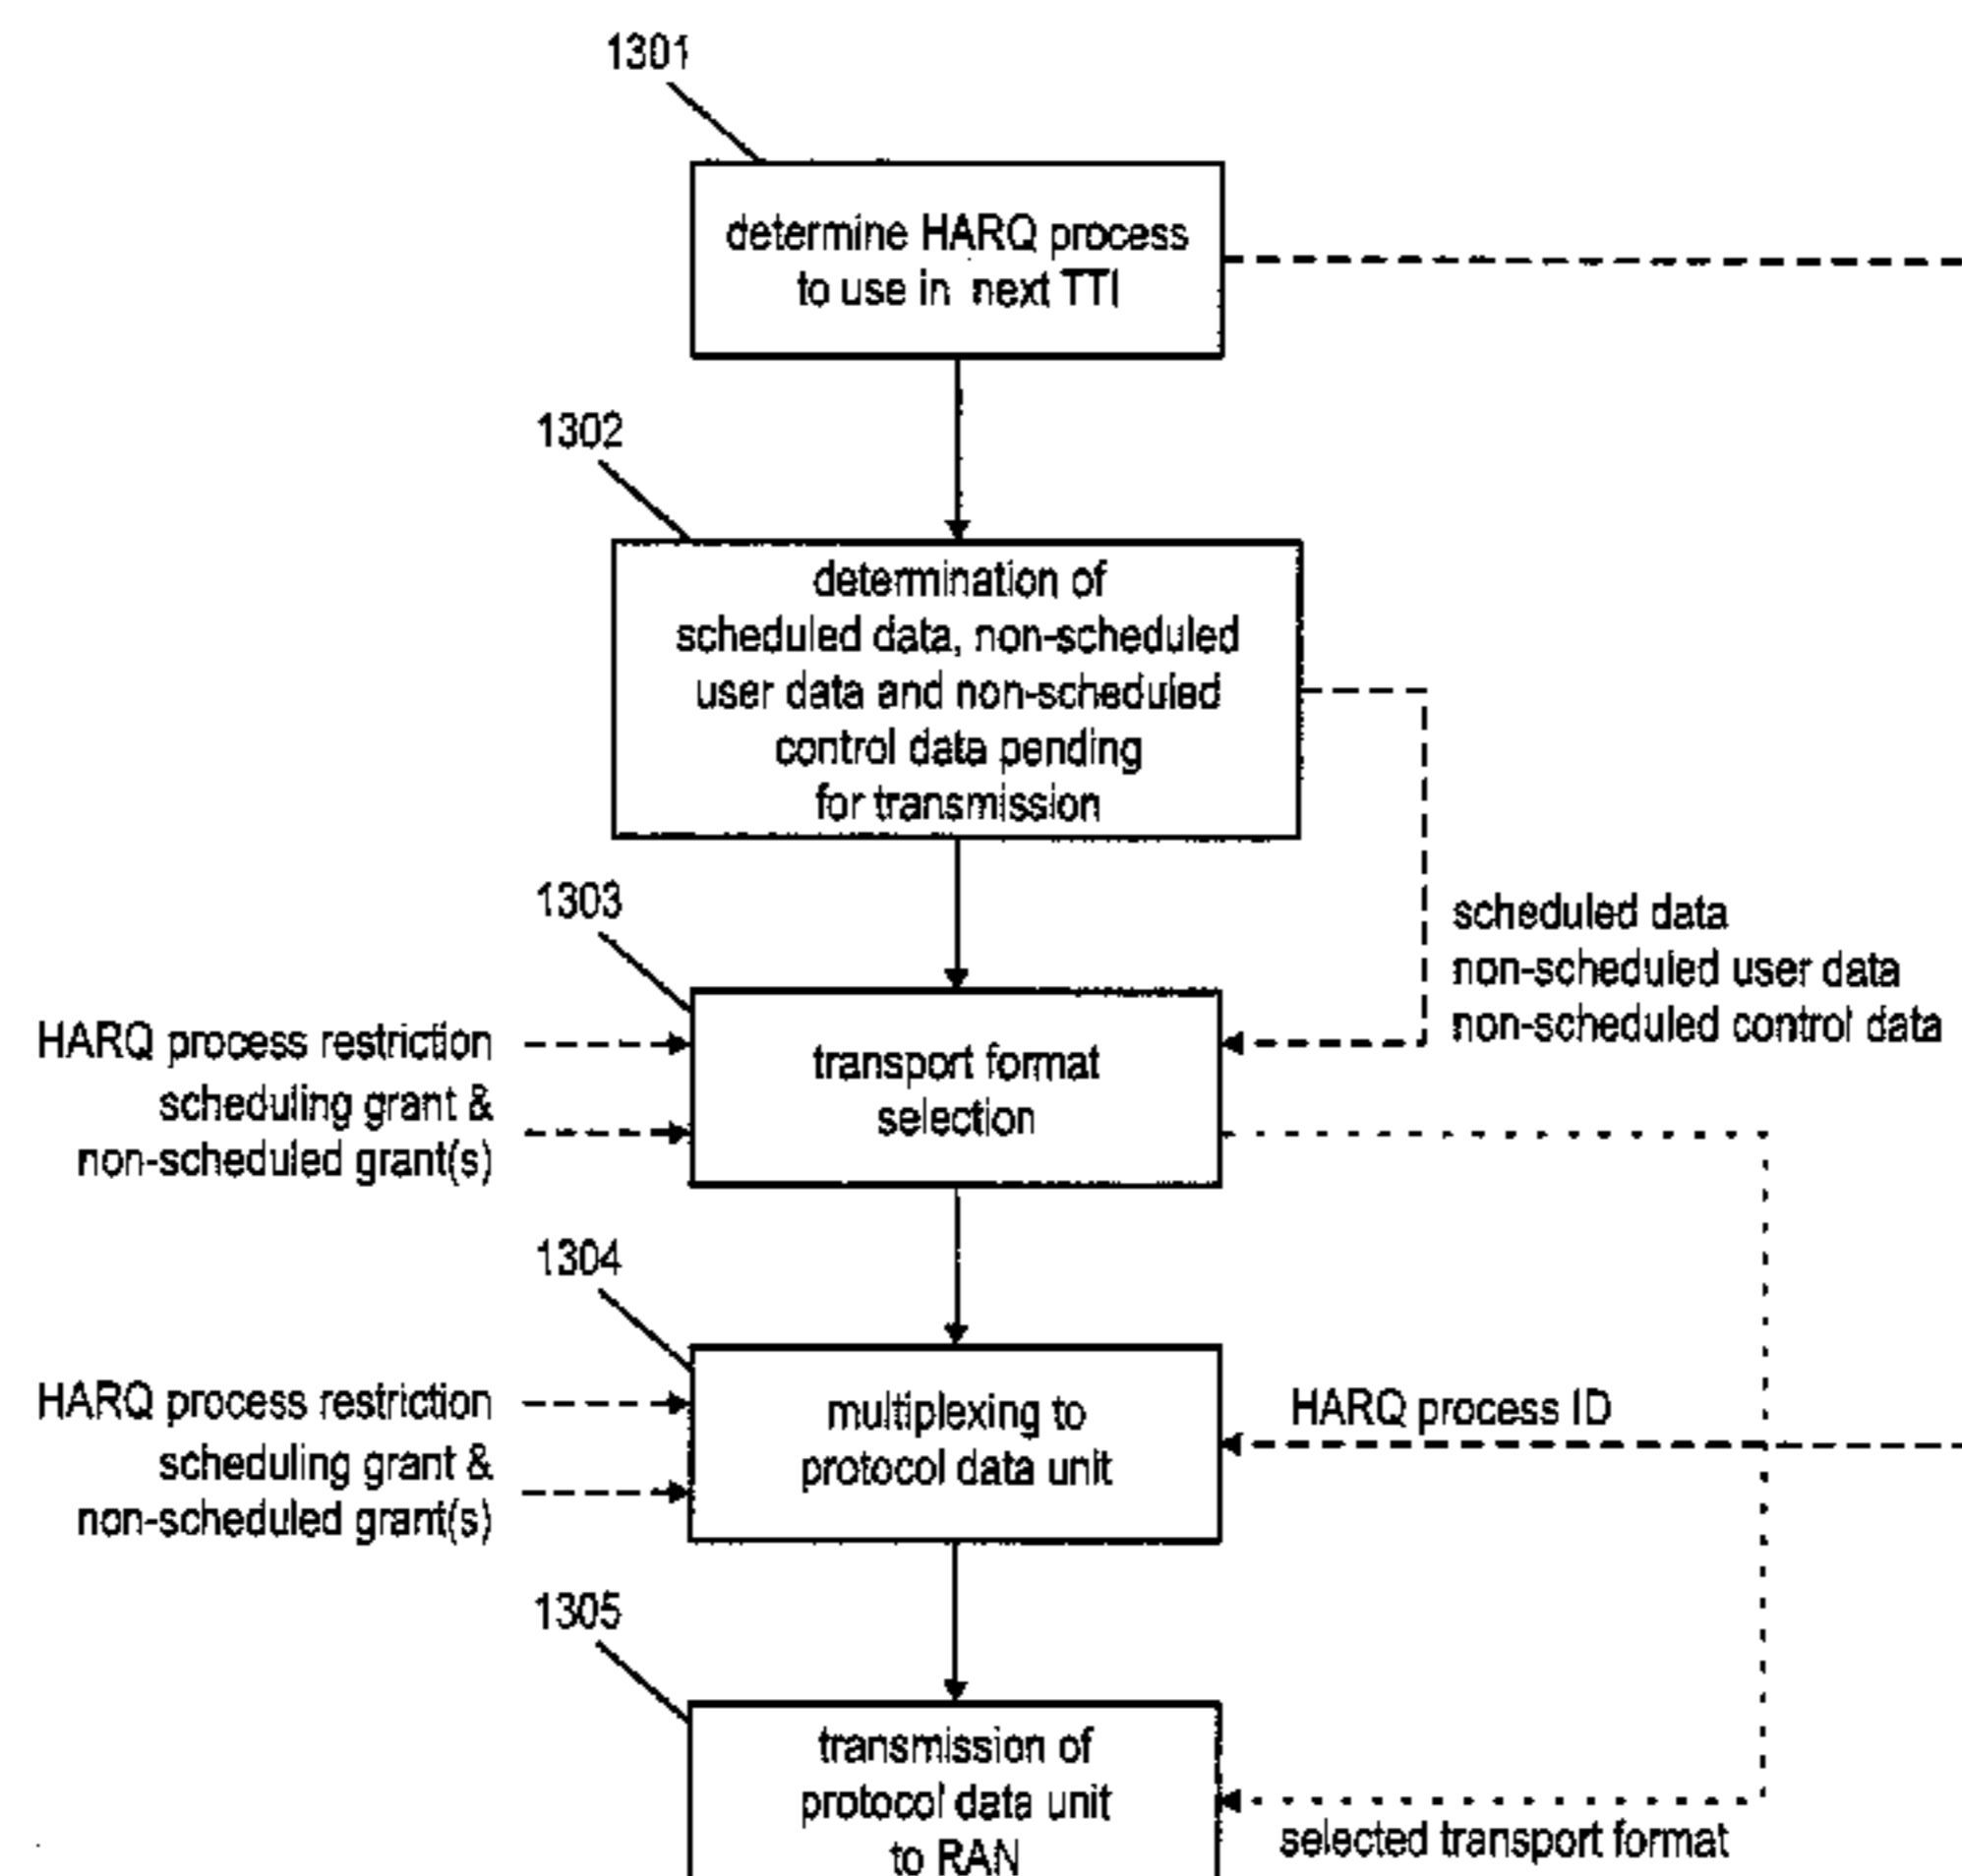 1301
determine HARQ process
to use in next TTI
1302
determination of
scheduled data, non-scheduled
user data and non-scheduled
control data pending
for transmission
scheduled data
non-scheduled user data
non-scheduled control data
1303
HARQ process restriction
scheduling grant &
non-scheduled grant(s)
transport format
selection
1304
HARQ process restriction
scheduling grant &
non-scheduled grant(s)
multiplexing to
protocol data unit
HARQ process ID
1305
transmission of
protocol data unit
to RAN
selected transport format